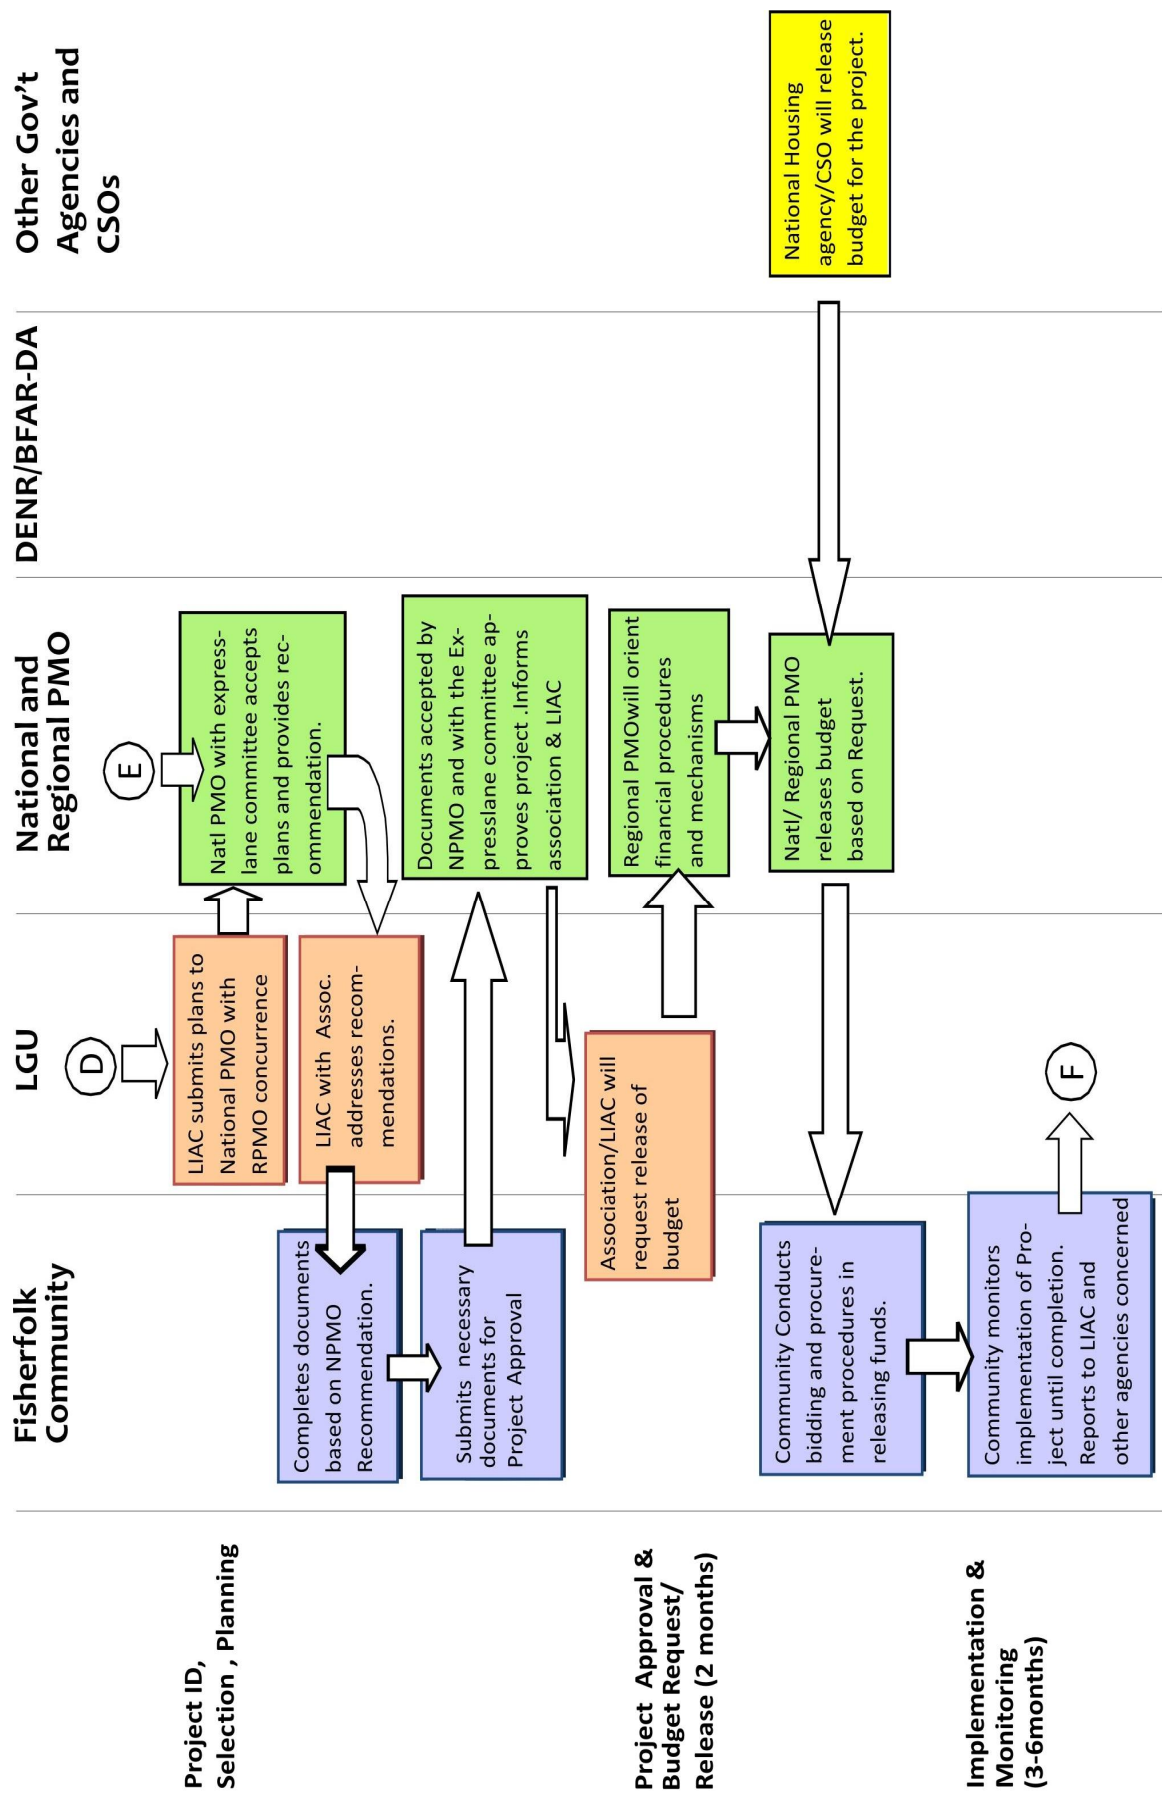 Fisherfolk
Community
LGU
National and
Regional PMO
DENR/BFAR-DA
Other Gov’t
Agencies and
CSOs
Project ID,
Selection , Planning
D
E
LIAC submits plans to
National PMO with
RPMO concurrence
Natl PMO with express-
lane committee accepts
plans and provides rec-
ommendation.
LIAC with Assoc.
addresses recom-
mendations.
Completes documents
based on NPMO
Recommendation.
Submits necessary
documents for
Project Approval
Documents accepted by
NPMO and with the Ex-
presslane committee ap-
proves project .Informs
association & LIAC
Project Approval &
Budget Request/
Release (2 months)
Association/LIAC will
request release of
budget
Regional PMOwill orient
financial procedures
and mechanisms
Natl/ Regional PMO
releases budget
based on Request.
National Housing
agency/CSO will release
budget for the project.
Community Conducts
bidding and procure-
ment procedures in
releasing funds.
Implementation &
Monitoring
(3-6months)
Community monitors
implementation of Pro-
ject until completion.
Reports to LIAC and
other agencies concerned
F